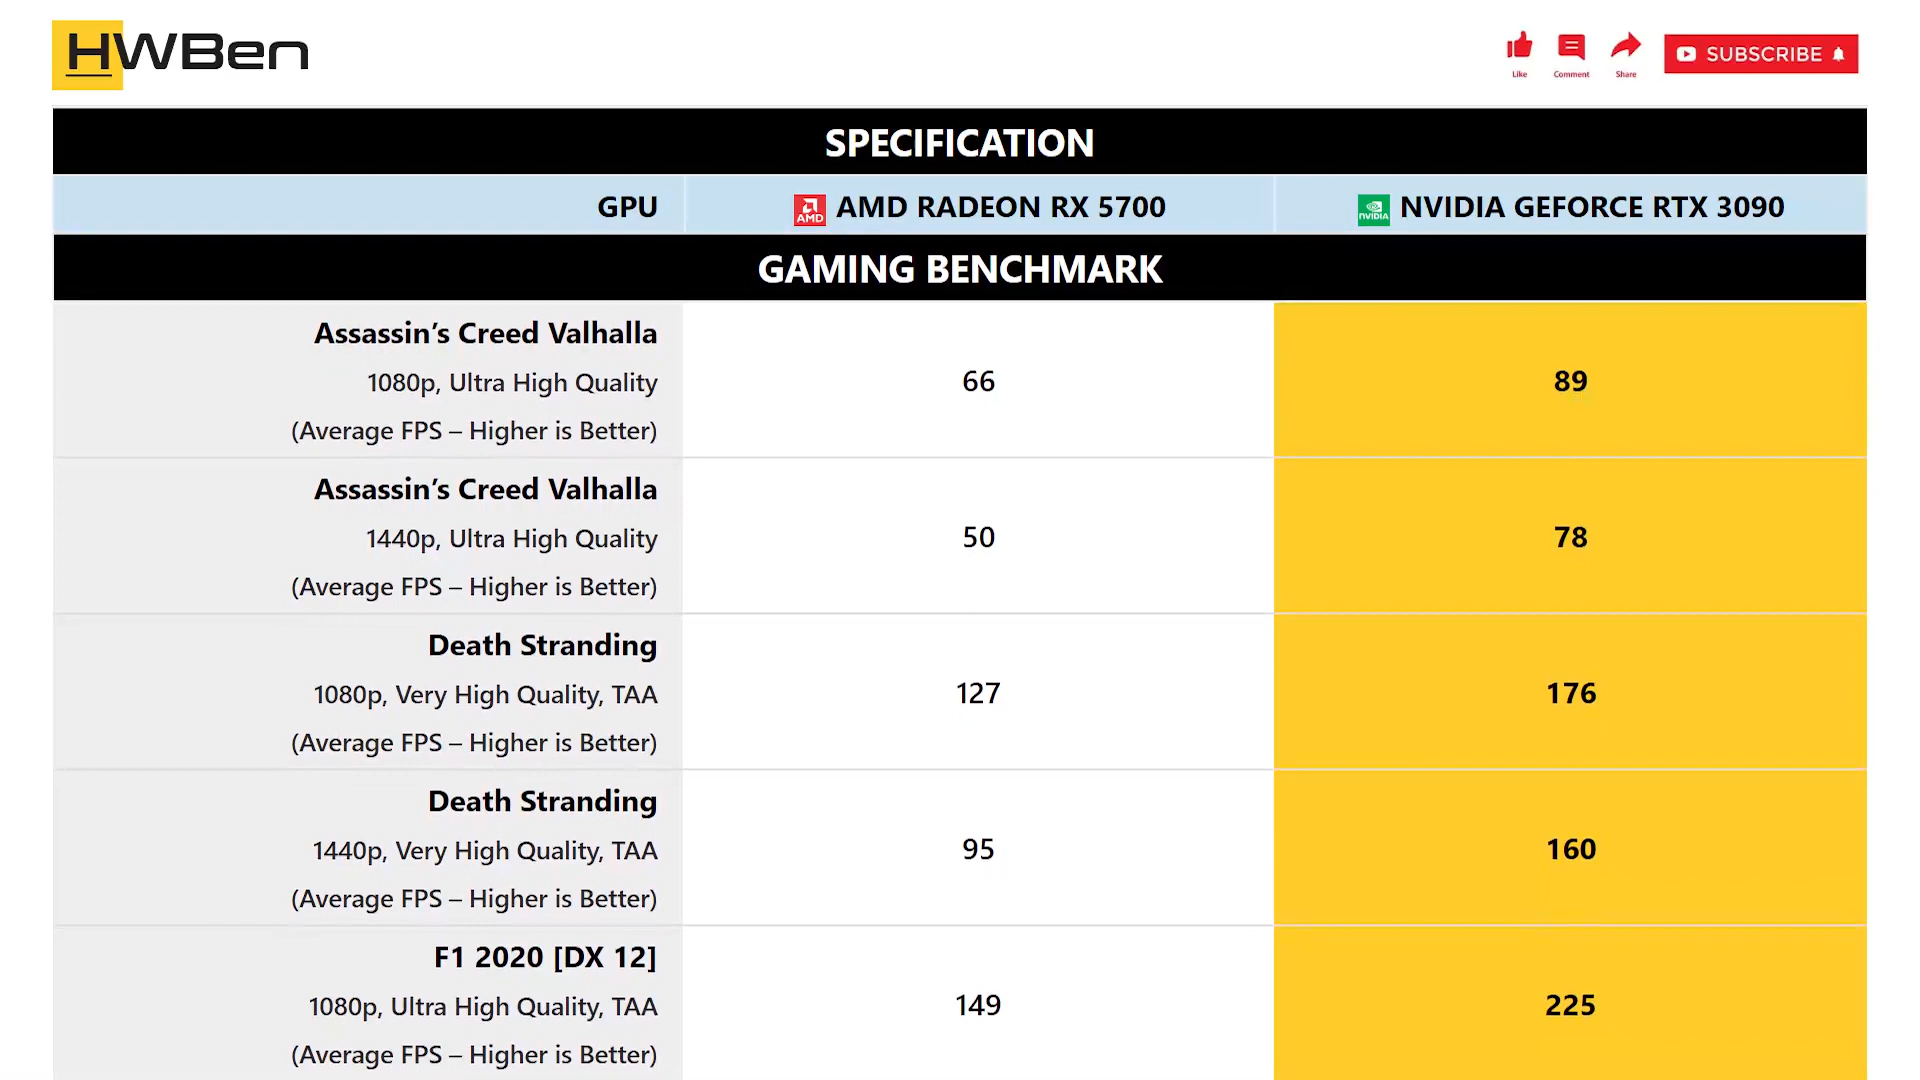 HWBen
Like
Comment
Share
SUBSCRIBE
SPECIFICATION
GPU
AMD
AMD RADEON RX 5700
NVIDIA
NVIDIA GEFORCE RTX 3090
GAMING BENCHMARK
Assassin’s Creed Valhalla
1080p, Ultra High Quality
(Average FPS – Higher is Better)
66
89
Assassin’s Creed Valhalla
1440p, Ultra High Quality
(Average FPS – Higher is Better)
50
78
Death Stranding
1080p, Very High Quality, TAA
(Average FPS – Higher is Better)
127
176
Death Stranding
1440p, Very High Quality, TAA
(Average FPS – Higher is Better)
95
160
F1 2020 [DX 12]
1080p, Ultra High Quality, TAA
(Average FPS – Higher is Better)
149
225